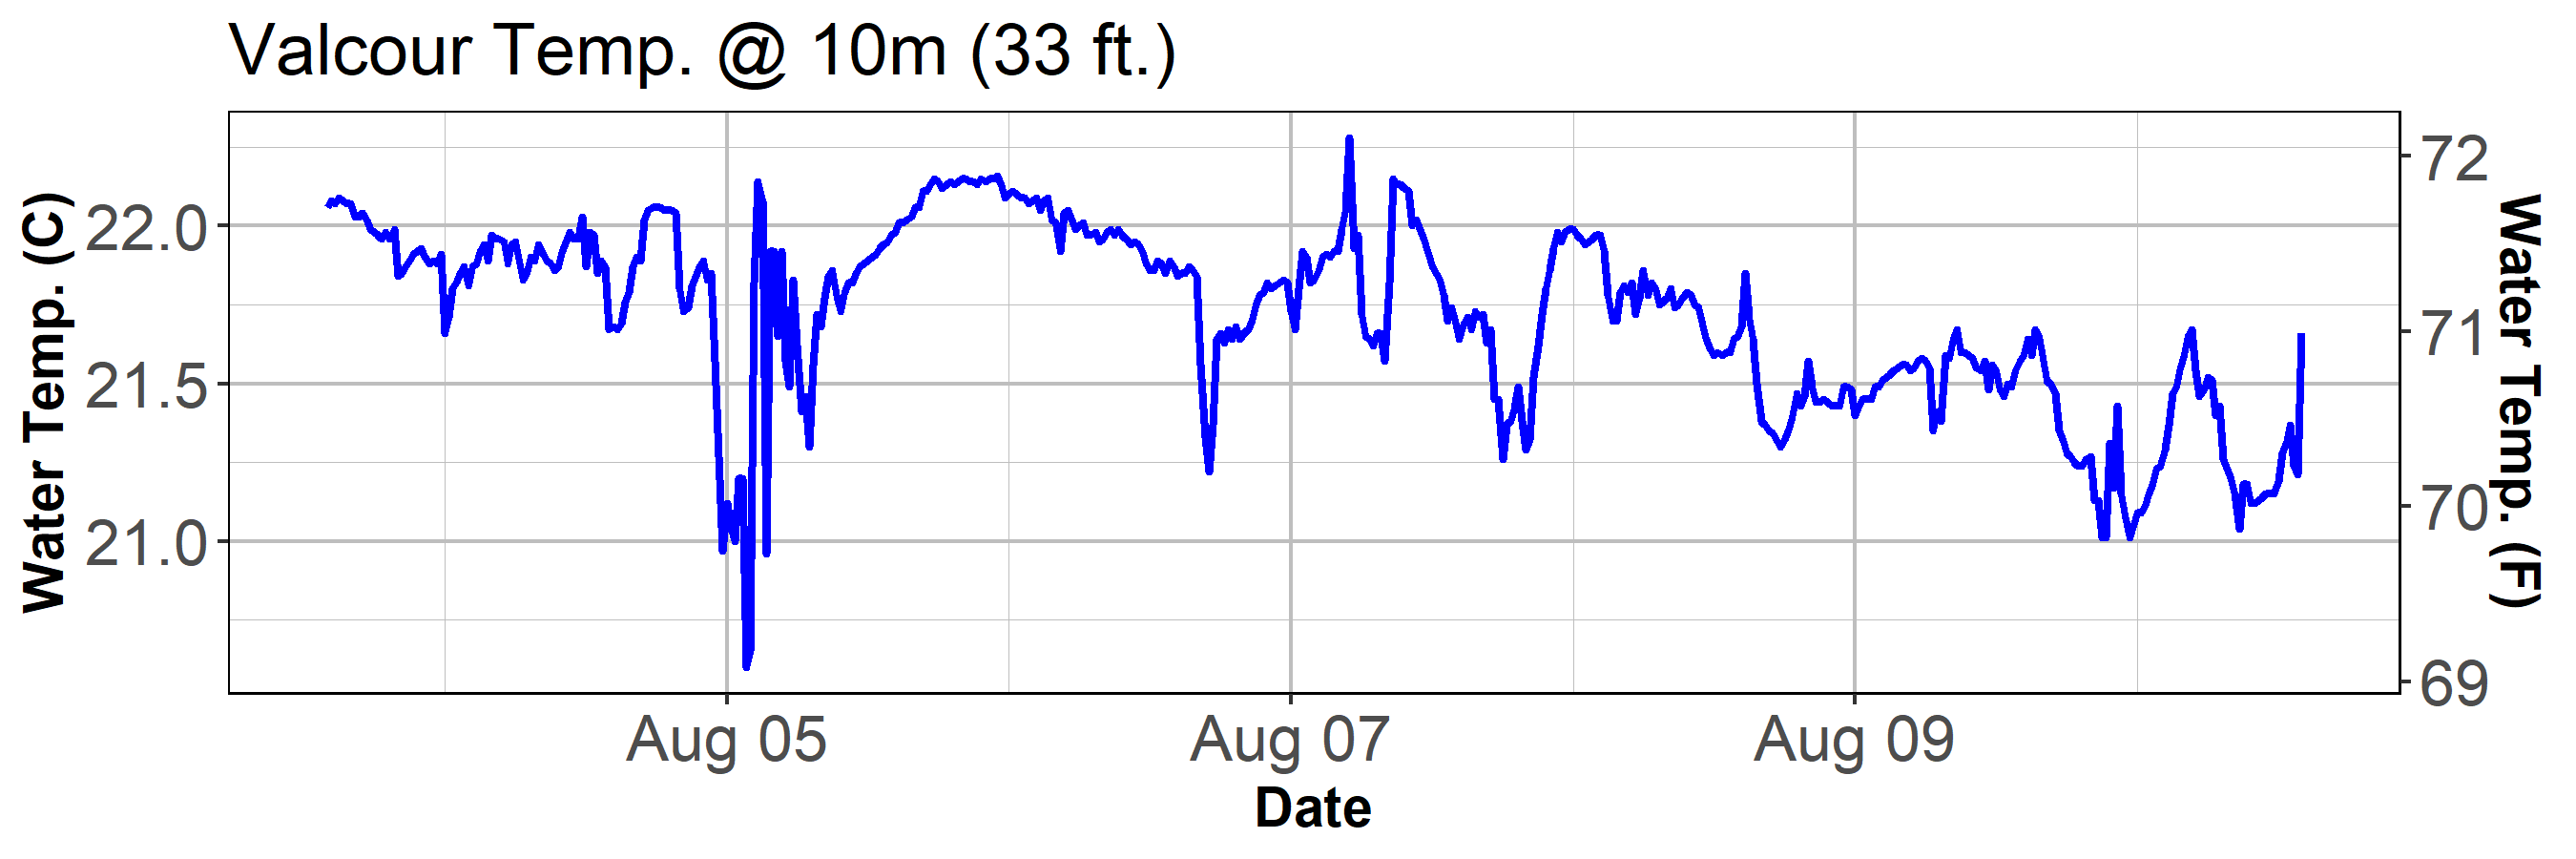 Valcour Temp. @ 10m (33 ft.)
Water Temp. (C)
22.0
21.5
21.0
72
71
70
69
Water Temp. (F)
Aug 05
Aug 07
Aug 09
Date